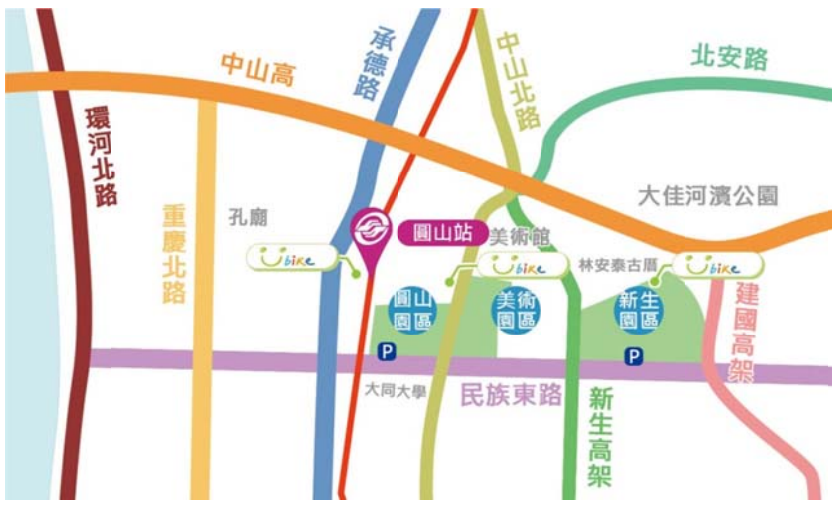 中山高
承德路
中山北路
北安路
環河北路
重慶北路
孔廟
圓山站
美術館
大佳河濱公園
Ubike
Ubike
林安泰古厝
Ubike
圓山
園區
美術
園區
新生
園區
建國高架
P
P
大同大學
民族東路
新生高架